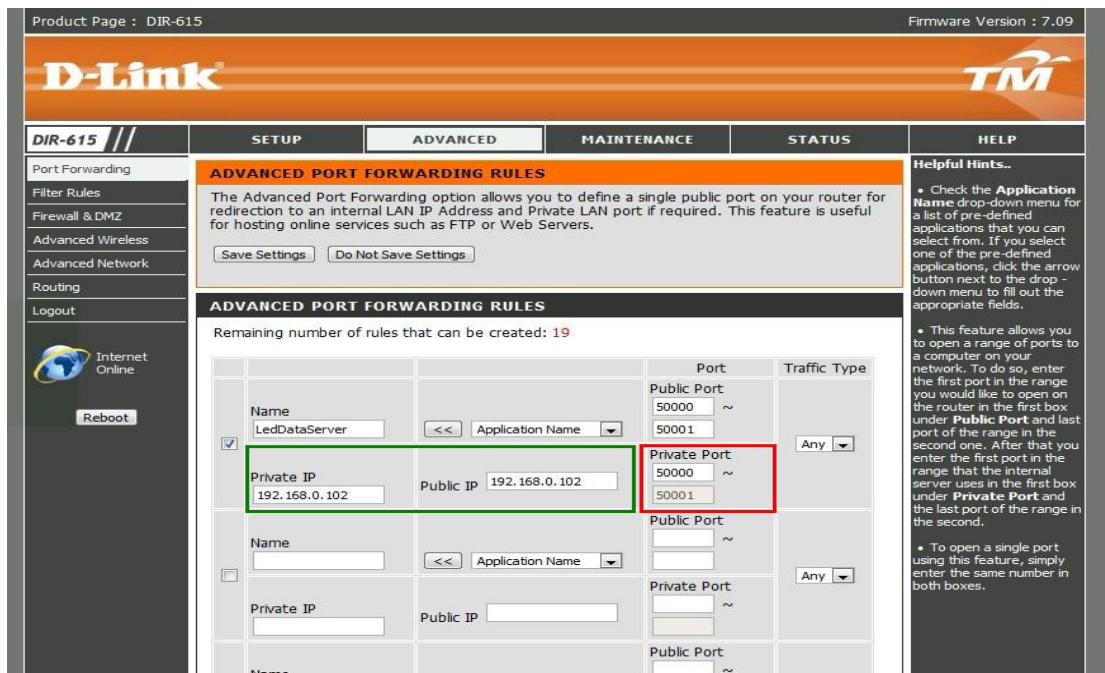 Product Page : DIR-615
Firmware Version : 7.09
D-Link
TM
DIR-615
SETUP
ADVANCED
MAINTENANCE
STATUS
HELP
Port Forwarding
Filter Rules
Firewall & DMZ
Advanced Wireless
Advanced Network
Routing
Logout
Internet
Online
Reboot
ADVANCED PORT FORWARDING RULES
The Advanced Port Forwarding option allows you to define a single public port on your router for
redirection to an internal LAN IP Address and Private LAN port if required. This feature is useful
for hosting online services such as FTP or Web Servers.
Save Settings Do Not Save Settings
ADVANCED PORT FORWARDING RULES
Remaining number of rules that can be created: 19
Port Traffic Type
Public Port
50000 ~
50001
Name
LedDataServer
<< Application Name
Any
Private Port
50000 ~
50001
Private IP
192.168.0.102
Public IP 192.168.0.102
Public Port
~
Name
<< Application Name
Any
Private Port
~
Private IP
Public IP
Public Port
~
Name
Helpful Hints..
• Check the Application
Name drop-down menu for
a list of pre-defined
applications that you can
select from. If you select
one of the pre-defined
applications, click the arrow
button next to the drop -
down menu to fill out the
appropriate fields.
• This feature allows you
to open a range of ports to
a computer on your
network. To do so, enter
the first port in the range
you would like to open on
the router in the first box
under Public Port and last
port of the range in the
second one. After that you
enter the first port in the
range that the internal
server uses in the first box
under Private Port and
the last port of the range in
the second.
• To open a single port
using this feature, simply
enter the same number in
both boxes.